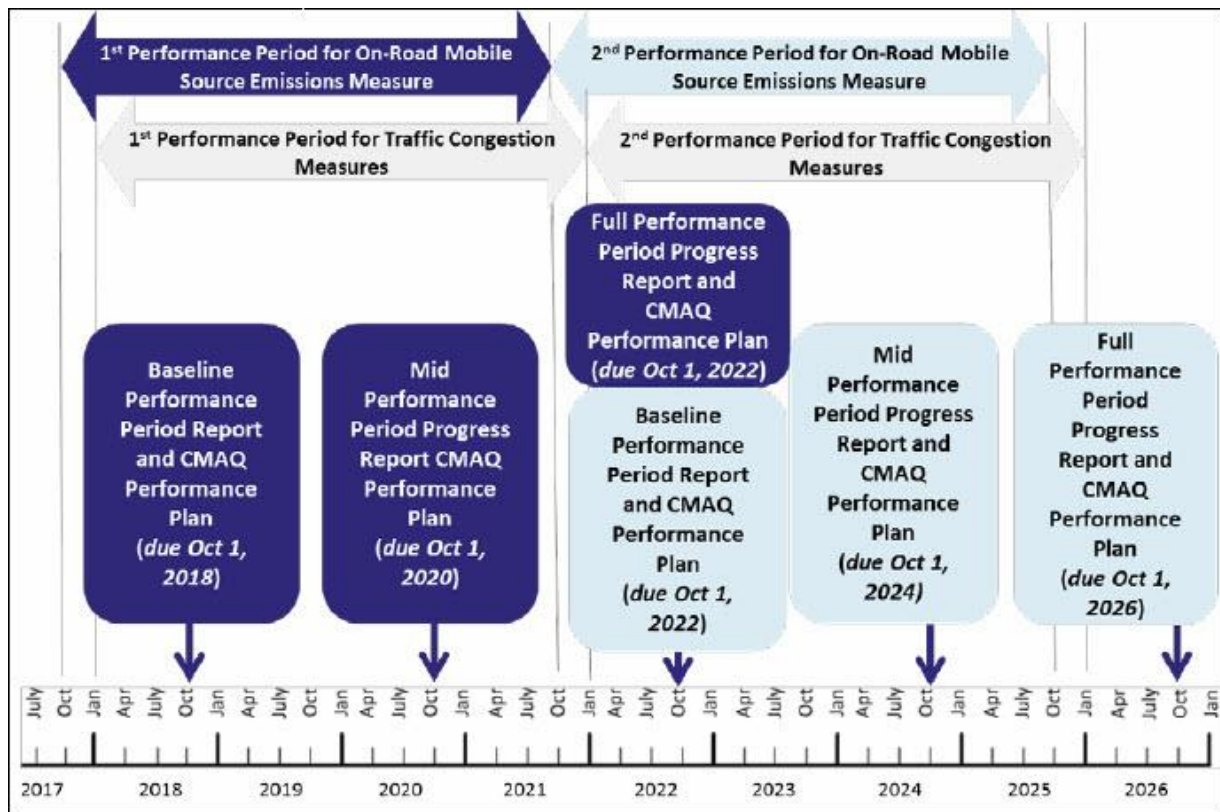 1st Performance Period for On-Road Mobile
Source Emissions Measure
2nd Performance Period for On-Road Mobile
Source Emissions Measure
1st Performance Period for Traffic Congestion
Measures
2nd Performance Period for Traffic Congestion
Measures
Baseline
Performance
Period Report
and CMAQ
Performance
Plan
(due Oct 1,
2018)
Mid
Performance
Period Progress
Report CMAQ
Performance
Plan
(due Oct 1,
2020)
Full Performance
Period Progress
Report and
CMAQ
Performance Plan
(due Oct 1, 2022)
Baseline
Performance
Period Report
and CMAQ
Performance
Plan
(due Oct 1,
2022)
Mid
Performance
Period Progress
Report and
CMAQ
Performance
Plan
(due Oct 1,
2024)
Full
Performance
Period
Progress
Report and
CMAQ
Performance
Plan
(due Oct 1,
2026)
July Oct Jan Apr July Oct Jan Apr July Oct Jan Apr July Oct Jan Apr July Oct Jan Apr July Oct Jan Apr July Oct Jan Apr July Oct Jan Apr July Oct Jan Apr July Oct Jan
2017 2018 2019 2020 2021 2022 2023 2024 2025 2026